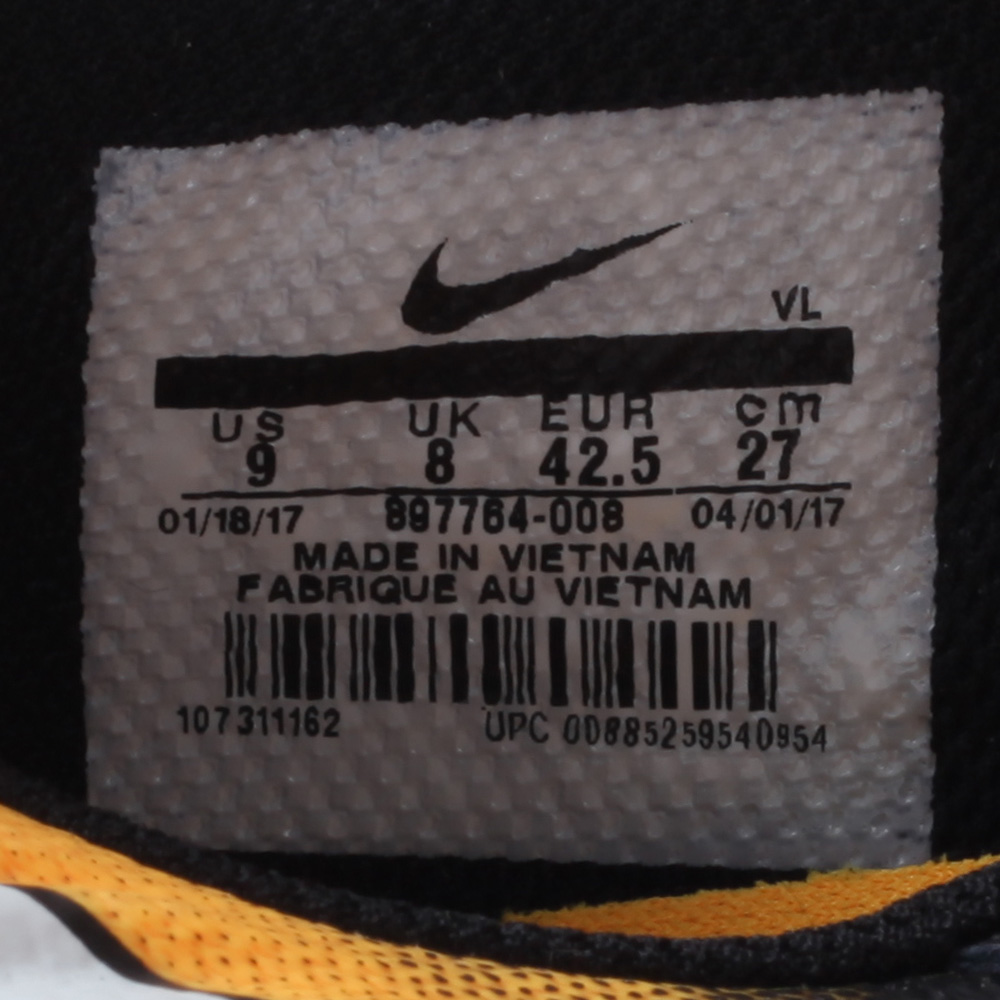 VL
US UK EUR cm
9 8 42.5 27
01/18/17 897764-008 04/01/17
MADE IN VIETNAM
FABRIQUE AU VIETNAM
107311162 UPC 00885259540954